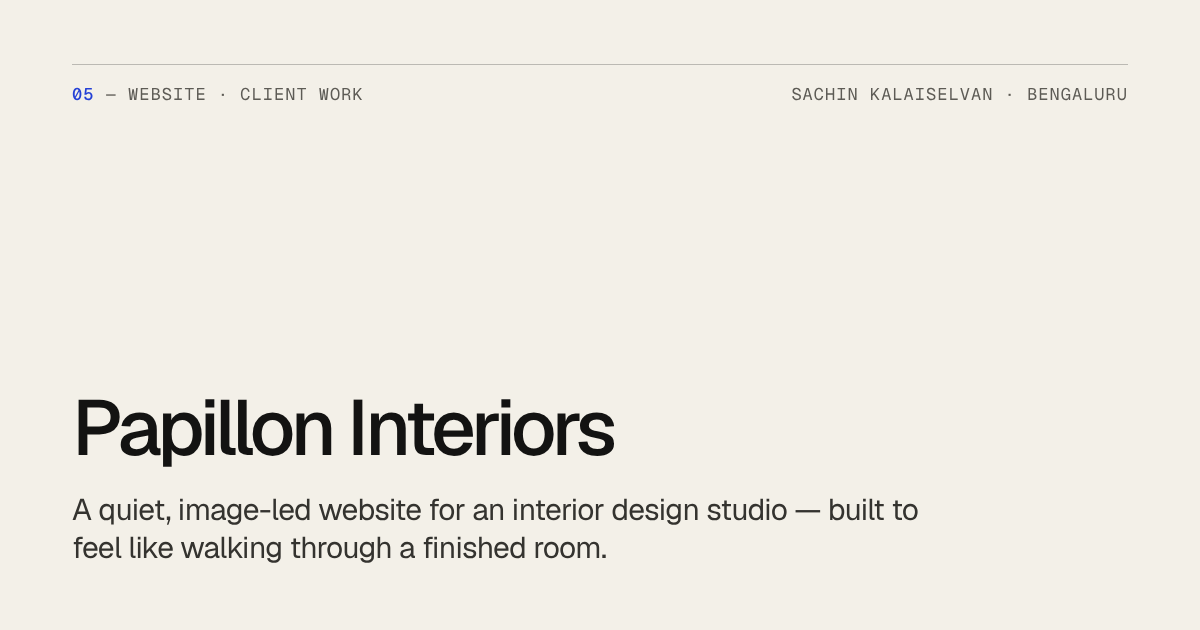 05 — WEBSITE · CLIENT WORK
SACHIN KALAISELVAN · BENGALURU
Papillon Interiors
A quiet, image-led website for an interior design studio — built to
feel like walking through a finished room.